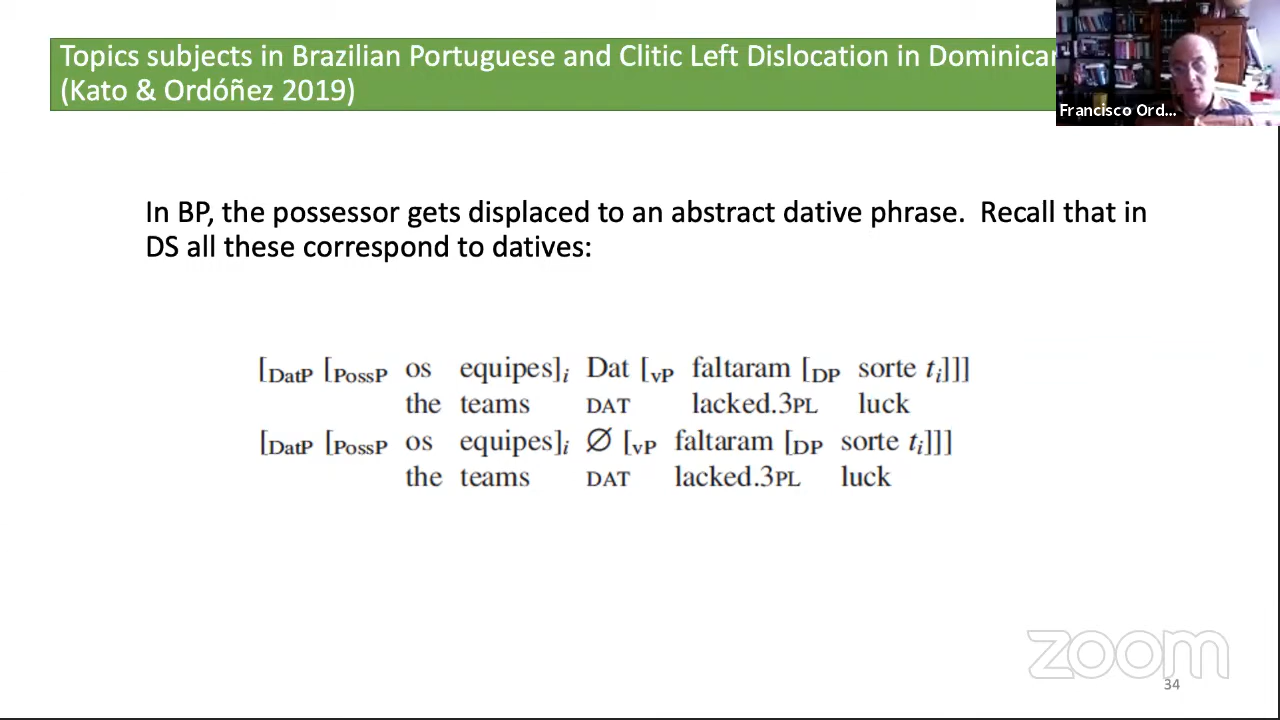 Topics subjects in Brazilian Portuguese and Clitic Left Dislocation in Dominican
(Kato & Ordóñez 2019)
Francisco Ord...
In BP, the possessor gets displaced to an abstract dative phrase. Recall that in
DS all these correspond to datives:
[DatP [PossP os equipes]i Dat [vP faltaram [DP sorte ti]]]
the teams DAT lacked.3PL luck
[DatP [PossP os equipes]i ∅ [vP faltaram [DP sorte ti]]]
the teams DAT lacked.3PL luck
zoom
34